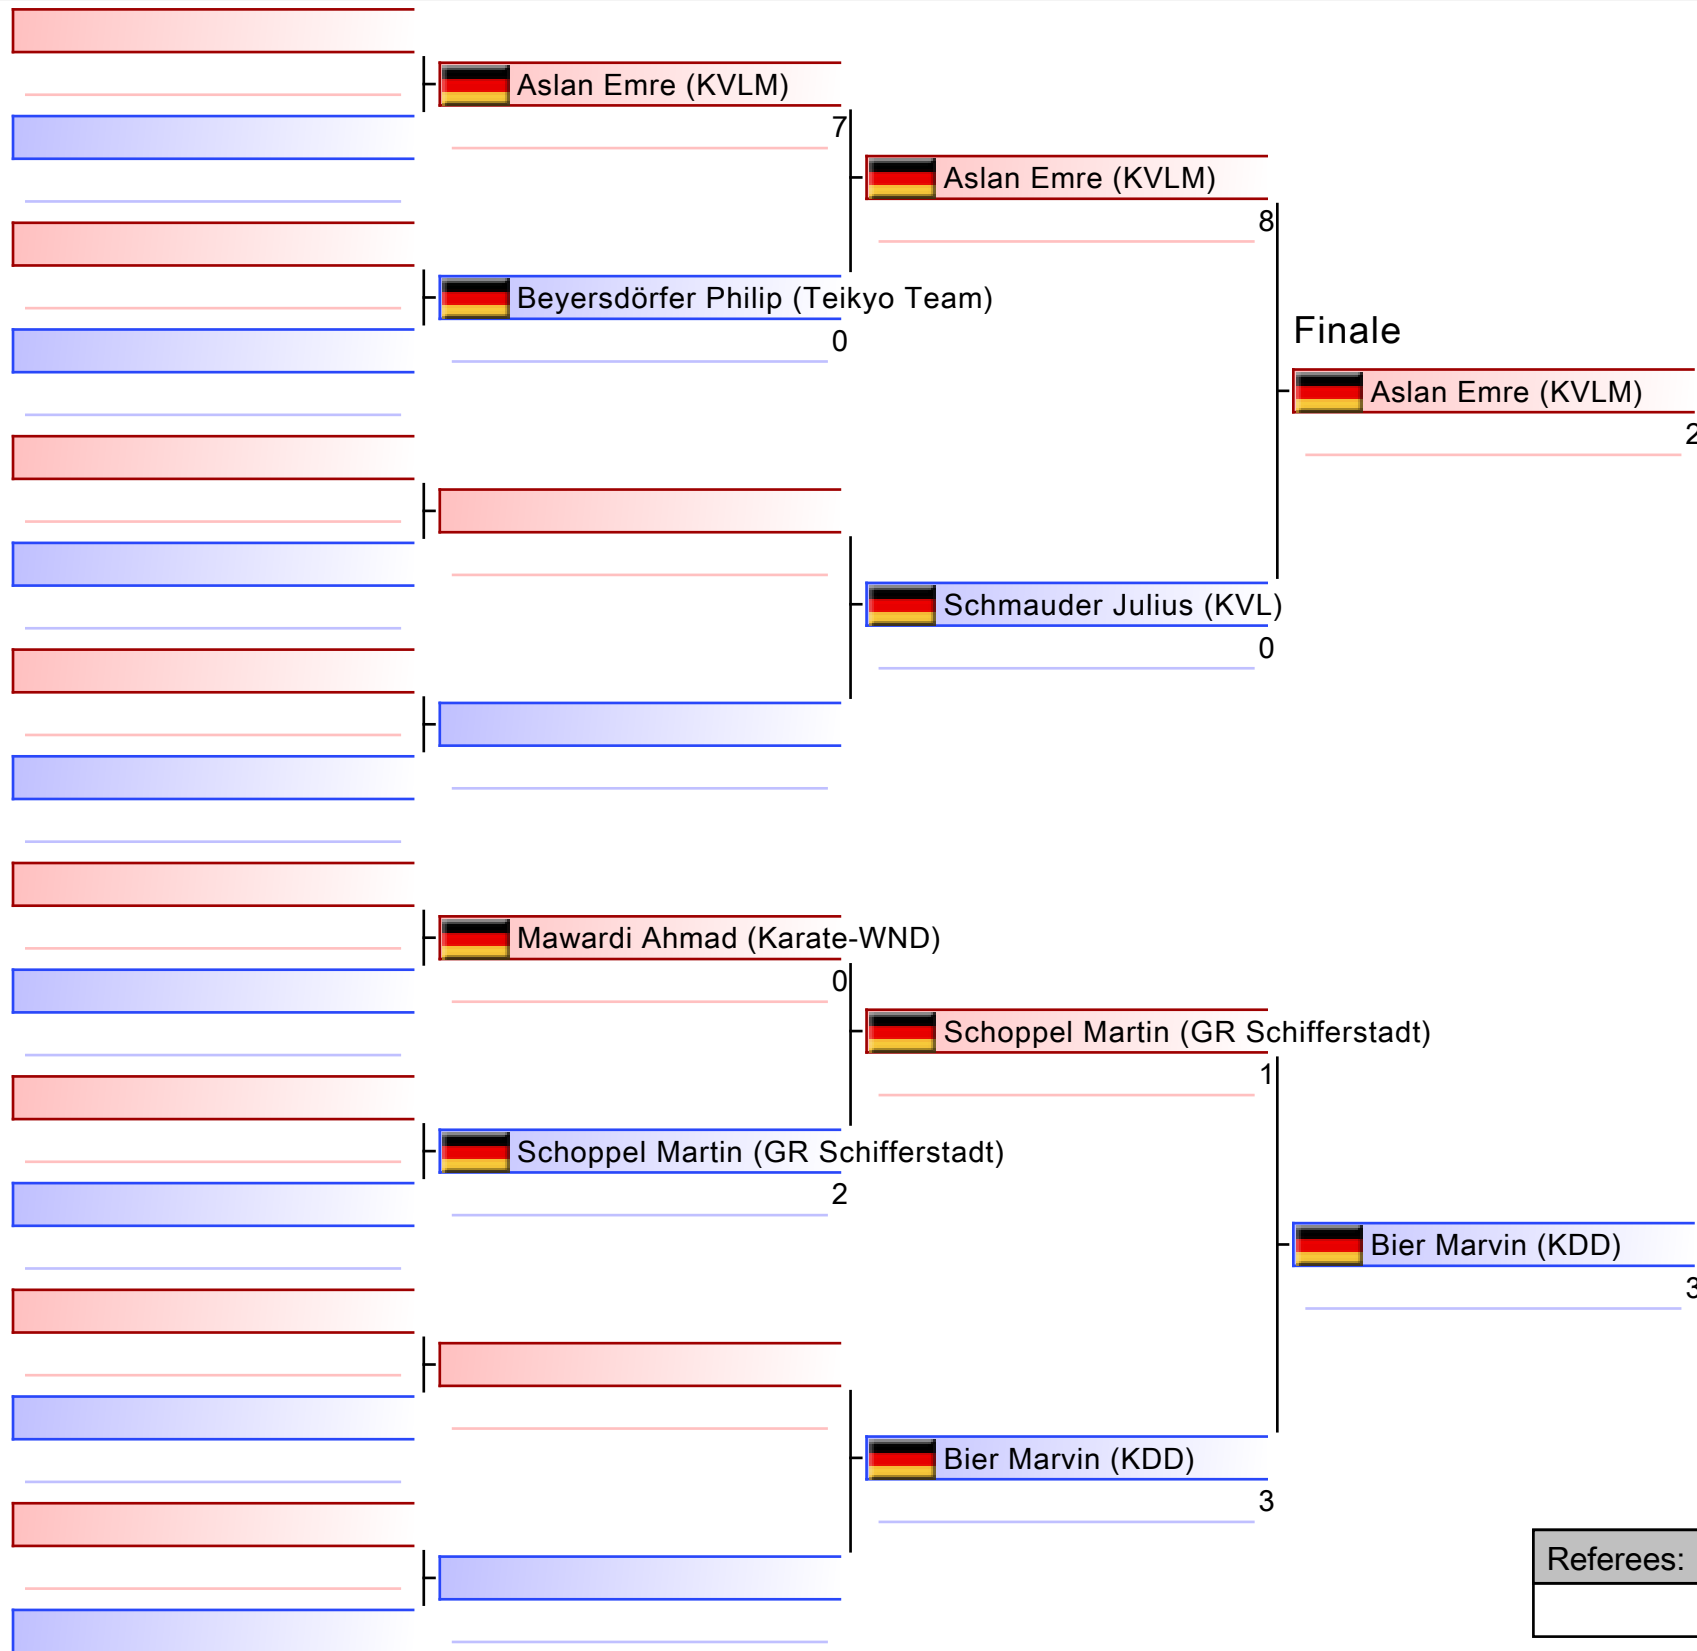 Aslan Emre (KVLM)
7
Aslan Emre (KVLM)
8
Beyersdörfer Philip (Teikyo Team)
0
Finale
Aslan Emre (KVLM)
2
Schmauder Julius (KVL)
0
Mawardi Ahmad (Karate-WND)
0
Schoppel Martin (GR Schifferstadt)
1
Schoppel Martin (GR Schifferstadt)
2
Bier Marvin (KDD)
3
Bier Marvin (KDD)
3
Referees: